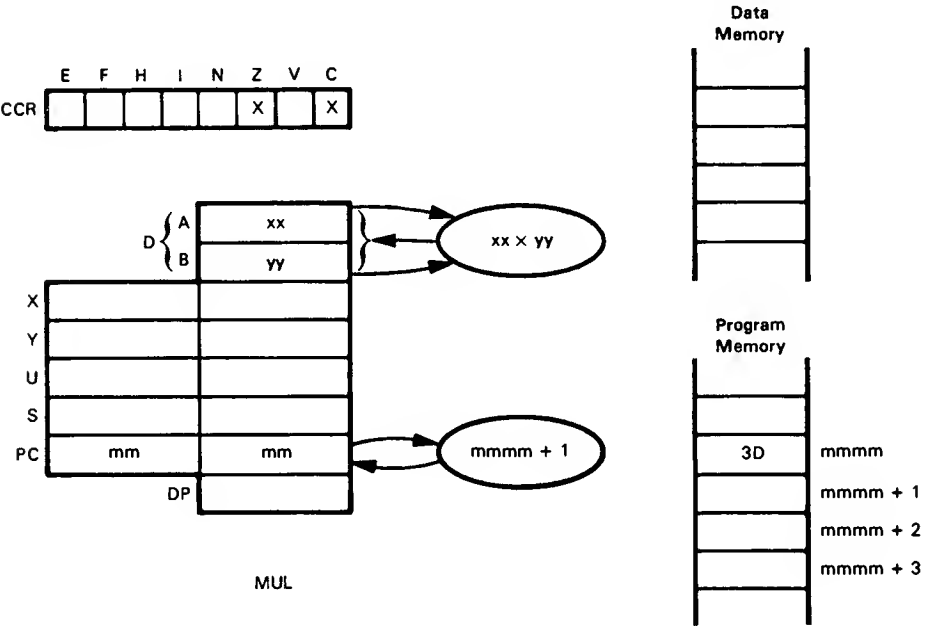 Data
Memory
E F H I N Z V C
CCR X X
D A xx
B yy
xx × yy
X
Y
U
S
PC mm mm
mmmm + 1
DP
Program
Memory
3D mmmm
mmmm + 1
mmmm + 2
mmmm + 3
MUL